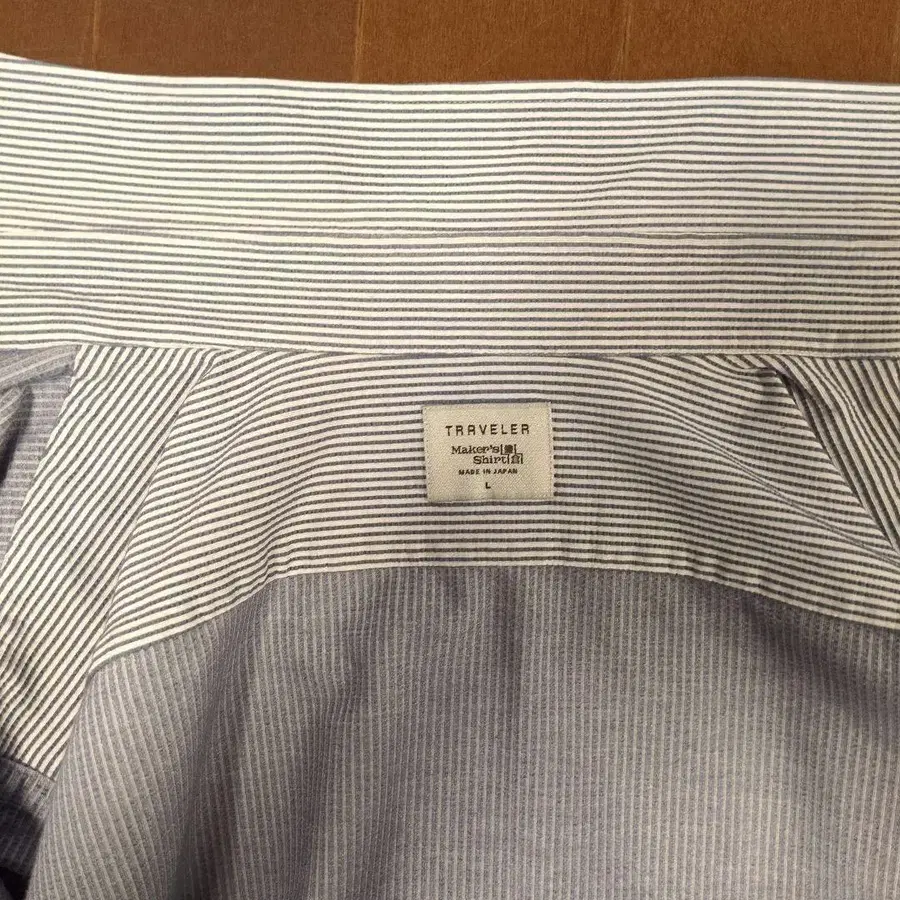 TRAVELER
Maker's
Shirt
MADE IN JAPAN
L